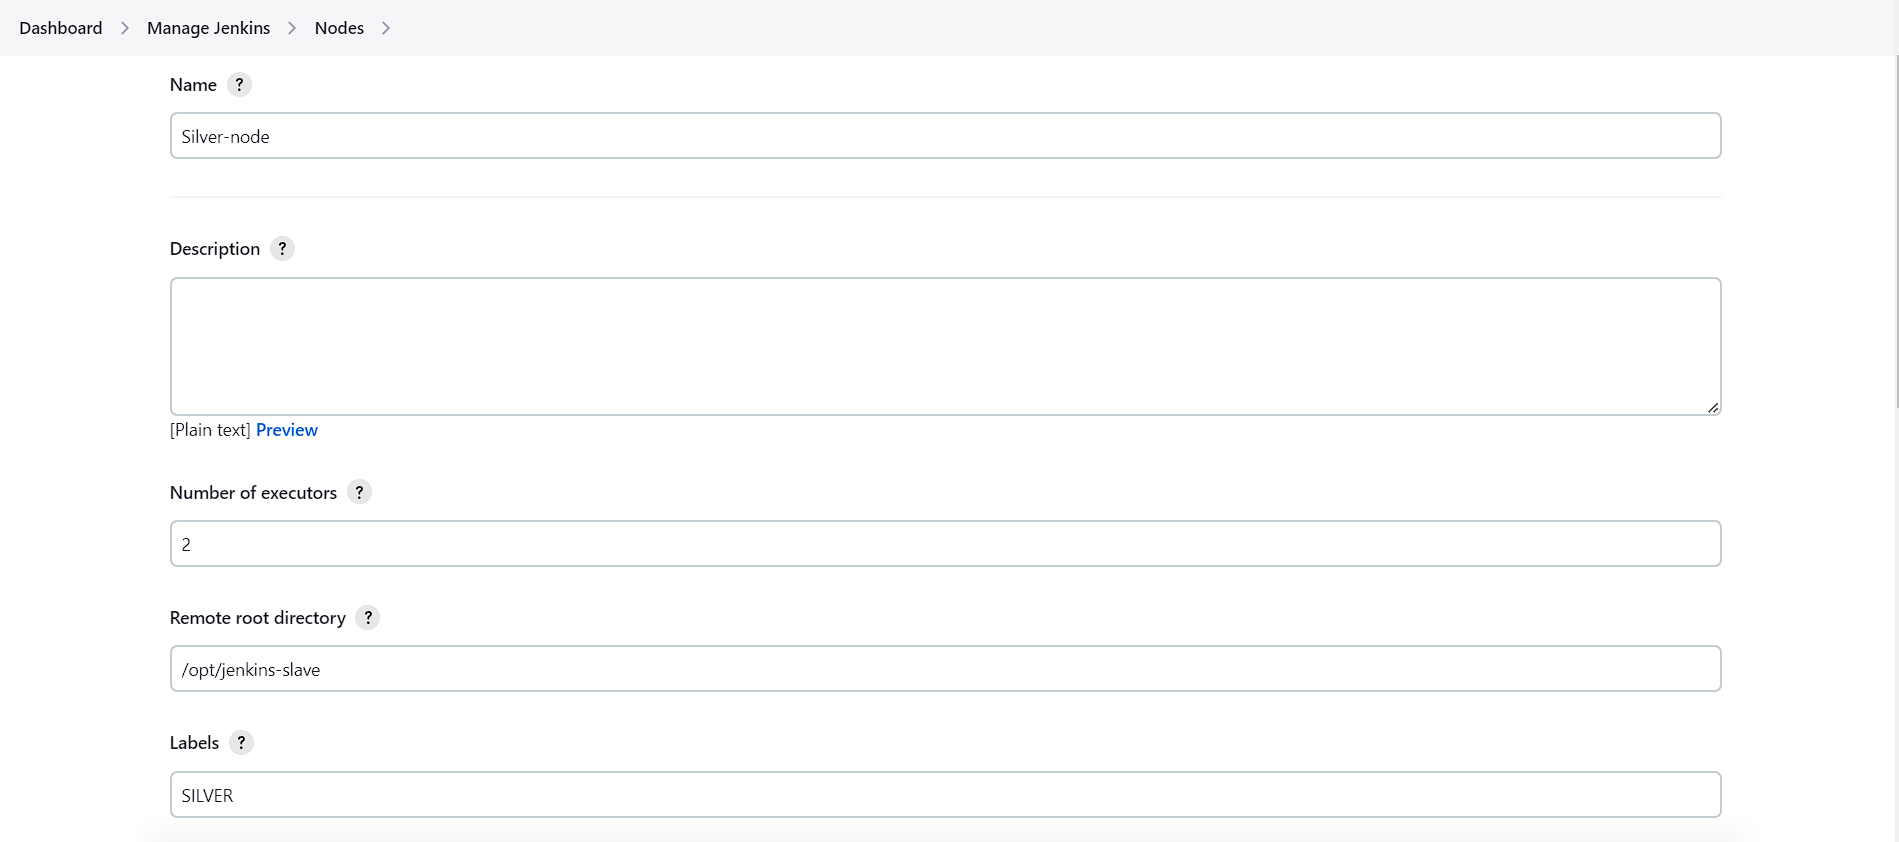 Dashboard > Manage Jenkins > Nodes >
Name ?
Silver-node
Description ?
[Plain text] Preview
Number of executors ?
2
Remote root directory ?
/opt/jenkins-slave
Labels ?
SILVER